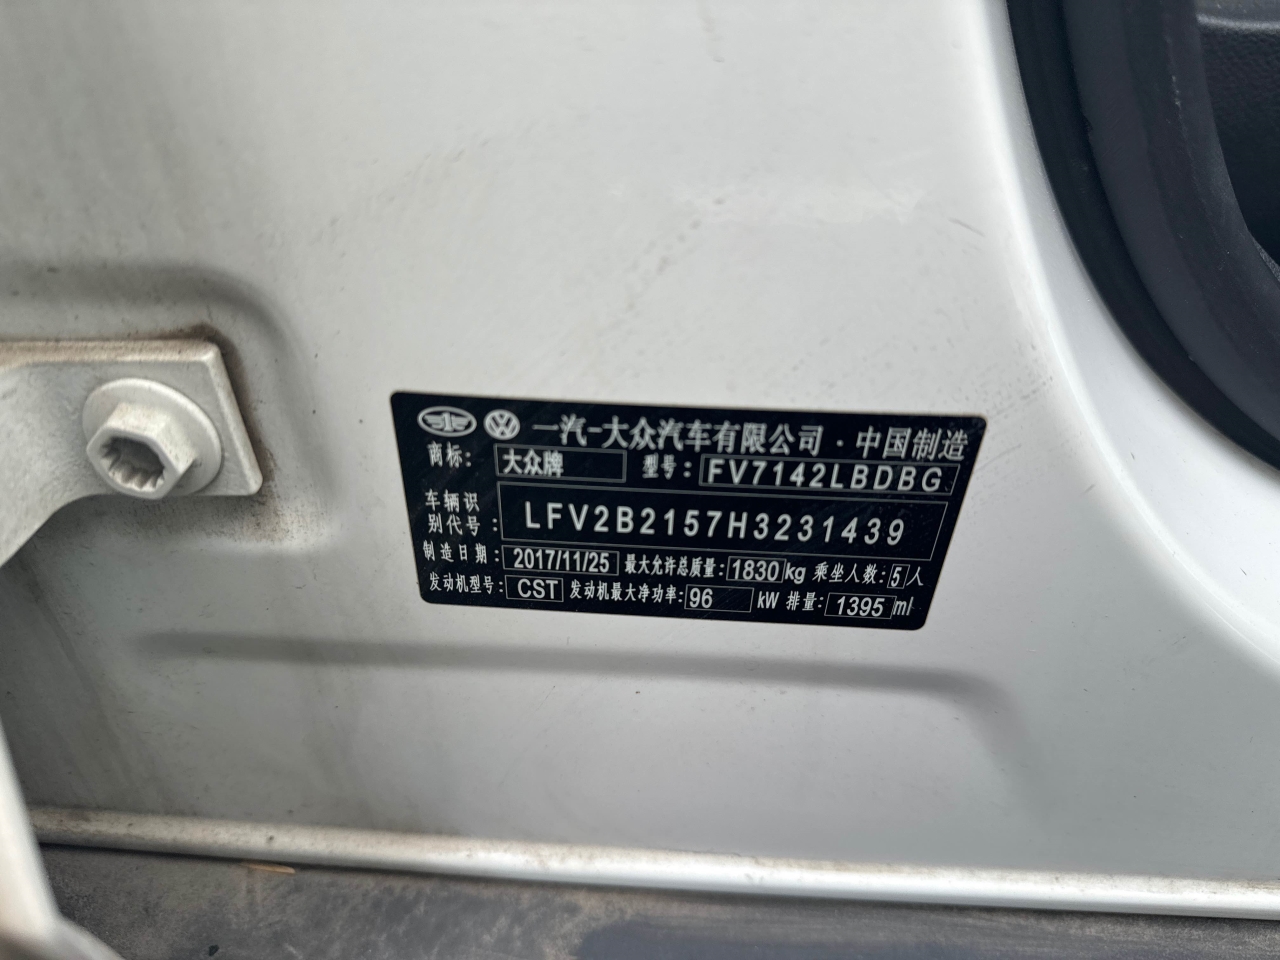 一汽-大众汽车有限公司·中国制造
商标: 大众牌 型号: FV7142LBDBG
车辆识别代号: LFV2B2157H3231439
制造日期: 2017/11/25 最大允许总质量: 1830 kg 乘坐人数: 5 人
发动机型号: CST 发动机最大净功率: 96 kW 排量: 1395 ml